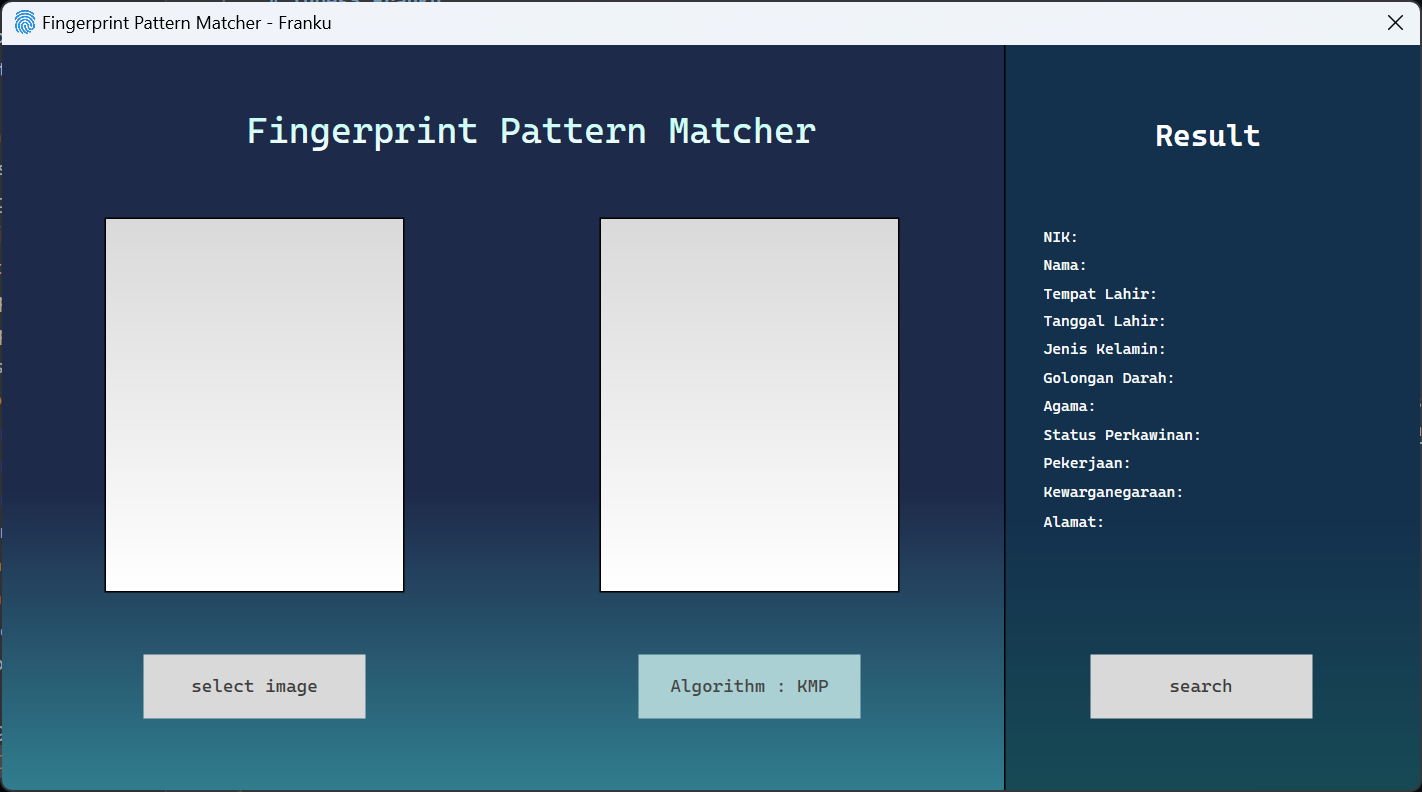 Fingerprint Pattern Matcher - Franku
Fingerprint Pattern Matcher
select image
Algorithm : KMP
Result
NIK:
Nama:
Tempat Lahir:
Tanggal Lahir:
Jenis Kelamin:
Golongan Darah:
Agama:
Status Perkawinan:
Pekerjaan:
Kewarganegaraan:
Alamat:
search